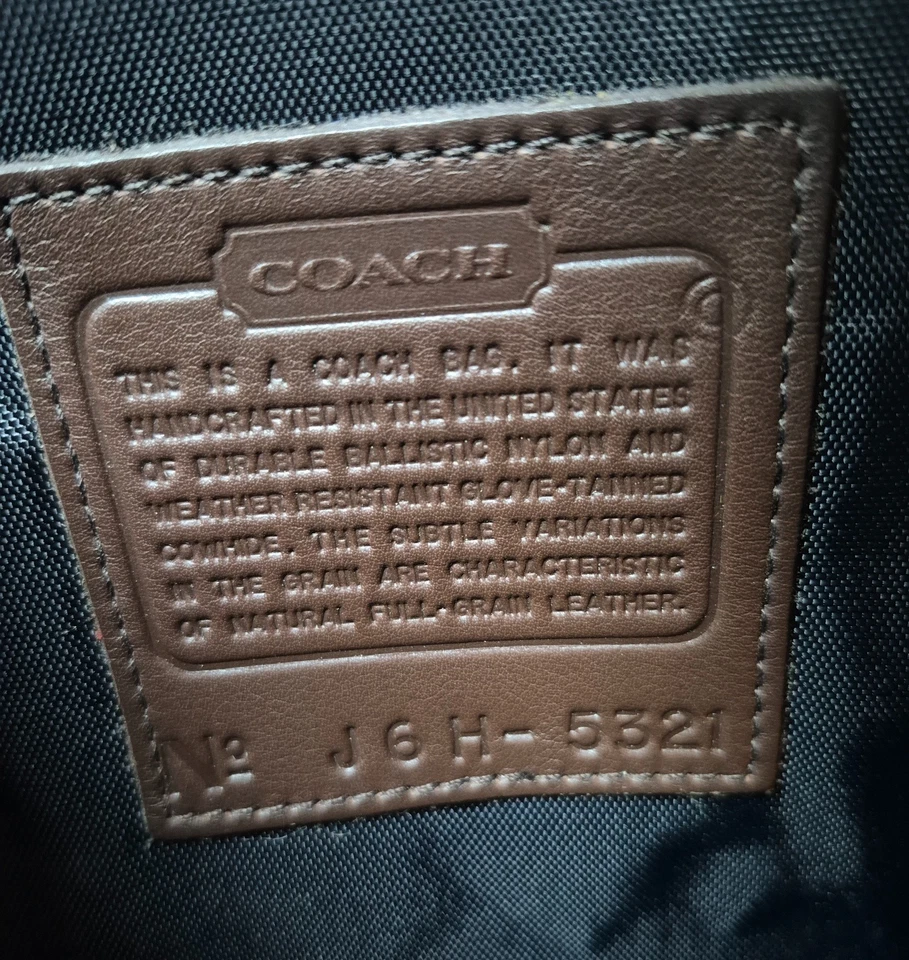 COACH
THIS IS A COACH BAG. IT WAS
HANDCRAFTED IN THE UNITED STATES
OF DURABLE BALLISTIC NYLON AND
WEATHER RESISTANT GLOVE-TANNED
COWHIDE. THE SUBTLE VARIATIONS
IN THE GRAIN ARE CHARACTERISTIC
OF NATURAL FULL-GRAIN LEATHER.
Nº J6H-5321